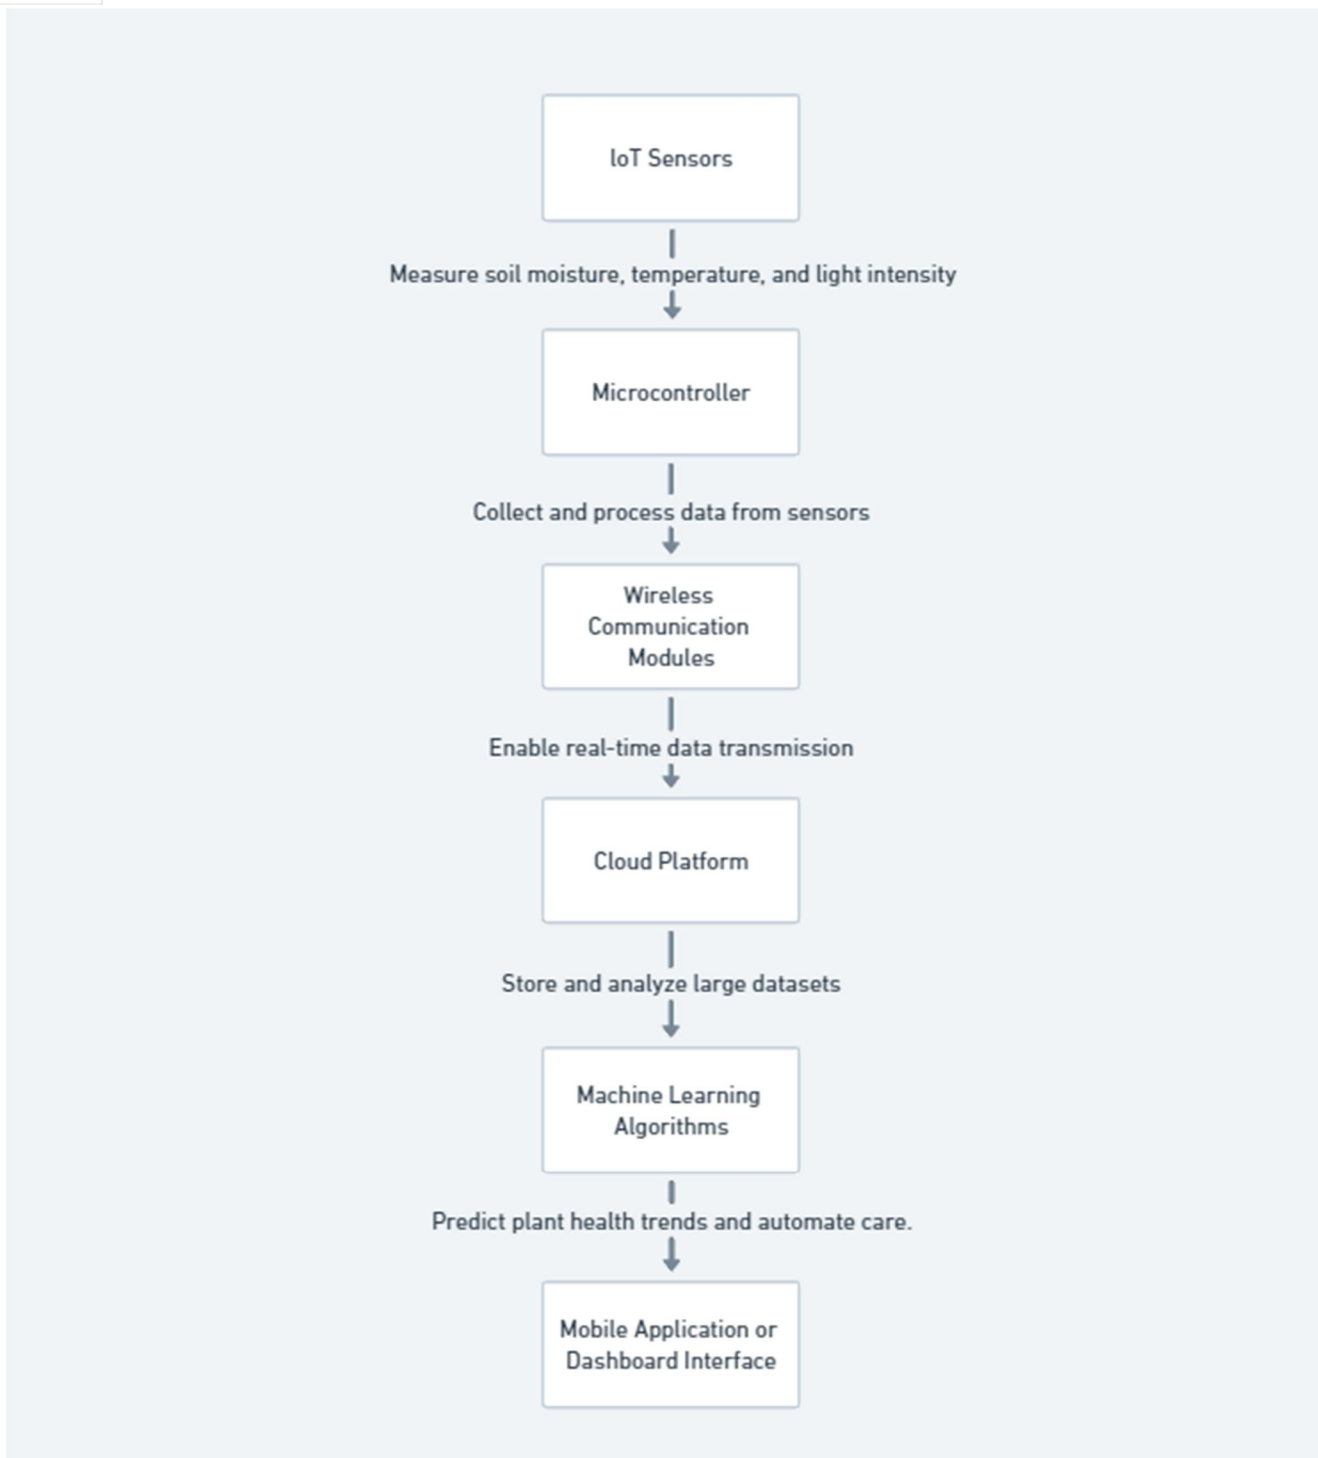 IoT Sensors
Measure soil moisture, temperature, and light intensity
Microcontroller
Collect and process data from sensors
Wireless
Communication
Modules
Enable real-time data transmission
Cloud Platform
Store and analyze large datasets
Machine Learning
Algorithms
Predict plant health trends and automate care.
Mobile Application or
Dashboard Interface